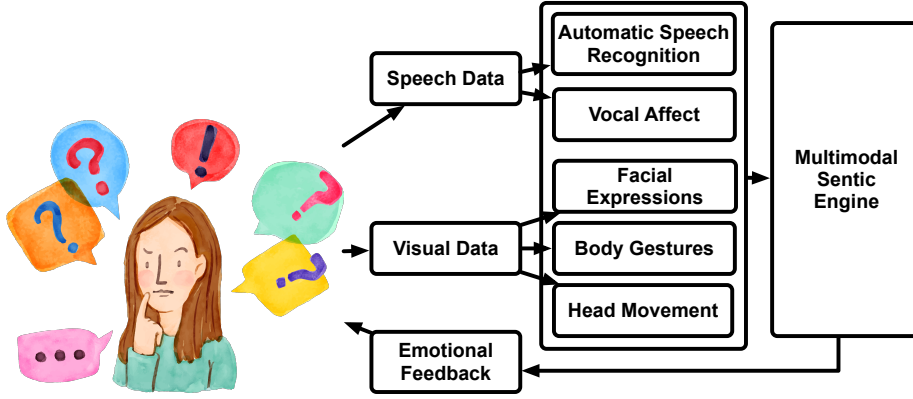 Automatic Speech
Recognition
Speech Data
Vocal Affect
Multimodal
Sentic
Engine
Facial
Expressions
Visual Data
Body Gestures
Head Movement
Emotional
Feedback
?
!
?
?
?
...